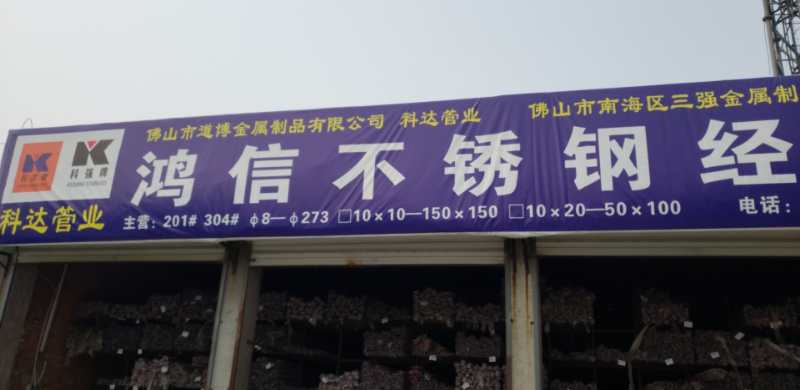 佛山市道博金属制品有限公司 科达管业 佛山市南海区三强金属制
科强牌
鸿信不锈钢经
科达管业
主营：201# 304# φ8—φ273 □10×10—150×150 □10×20—50×100 电话：